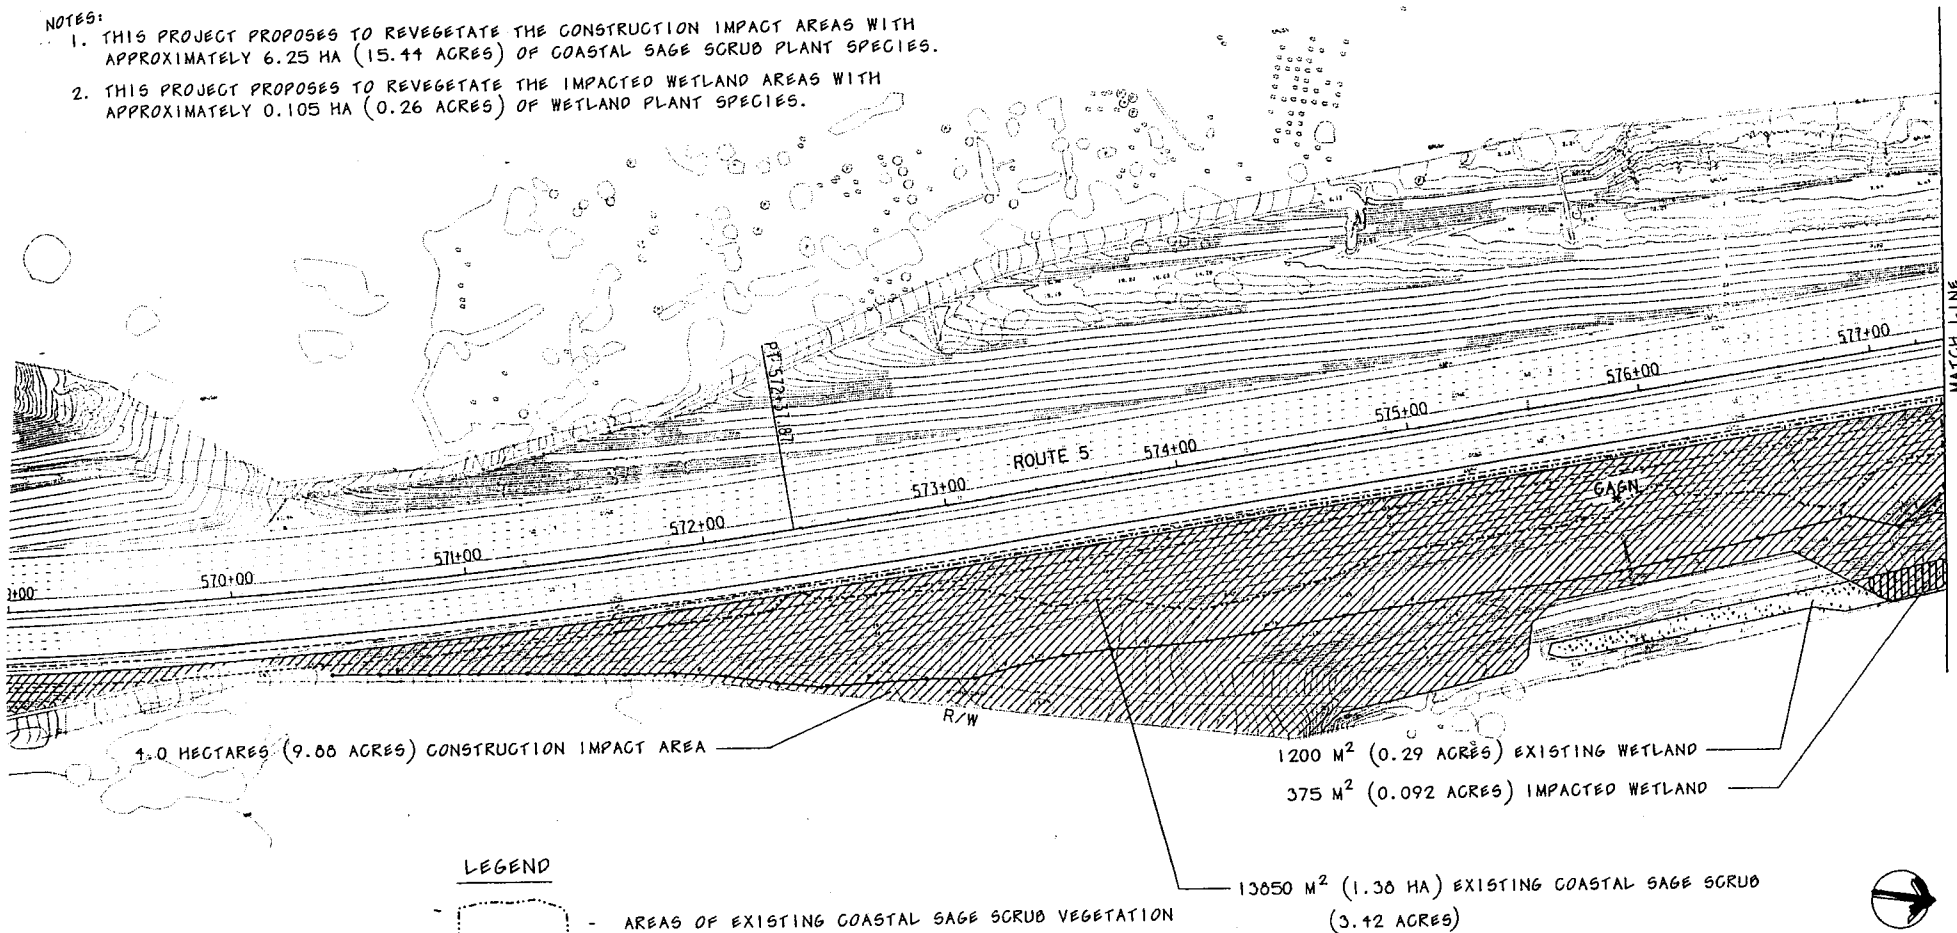 NOTES:
1. THIS PROJECT PROPOSES TO REVEGETATE THE CONSTRUCTION IMPACT AREAS WITH
APPROXIMATELY 6.25 HA (15.44 ACRES) OF COASTAL SAGE SCRUB PLANT SPECIES.
2. THIS PROJECT PROPOSES TO REVEGETATE THE IMPACTED WETLAND AREAS WITH
APPROXIMATELY 0.105 HA (0.26 ACRES) OF WETLAND PLANT SPECIES.
MATCH LINE
577+00
576+00
575+00
574+00
573+00
572+00
571+00
570+00
+00
ROUTE 5
GAGN
R/W
4.0 HECTARES (9.88 ACRES) CONSTRUCTION IMPACT AREA
1200 M² (0.29 ACRES) EXISTING WETLAND
375 M² (0.092 ACRES) IMPACTED WETLAND
13850 M² (1.38 HA) EXISTING COASTAL SAGE SCRUB
(3.42 ACRES)
LEGEND
- AREAS OF EXISTING COASTAL SAGE SCRUB VEGETATION